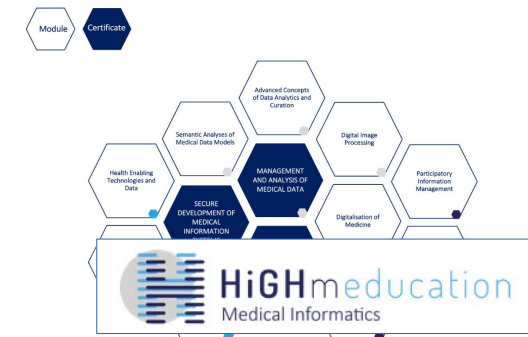 Module
Certificate
Advanced Concepts
of Data Analytics and
Curation
Semantic Analyses of
Medical Data Models
Digital Image
Processing
Health Enabling
Technologies and
Data
MANAGEMENT
AND ANALYSIS OF
MEDICAL DATA
Participatory
Information
Management
SECURE
DEVELOPMENT OF
MEDICAL
INFORMATION
Digitalisation of
Medicine
HiGHmeducation
Medical Informatics